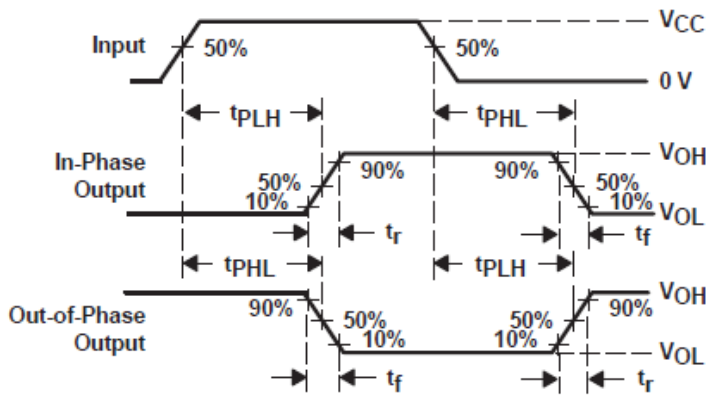 VCC
Input
50%
50%
0 V
tPLH
tPHL
In-Phase
Output
VOH
90%
90%
50%
50%
10%
10%
VOL
tr
tf
tPHL
tPLH
Out-of-Phase
Output
VOH
90%
90%
50%
50%
10%
10%
VOL
tf
tr